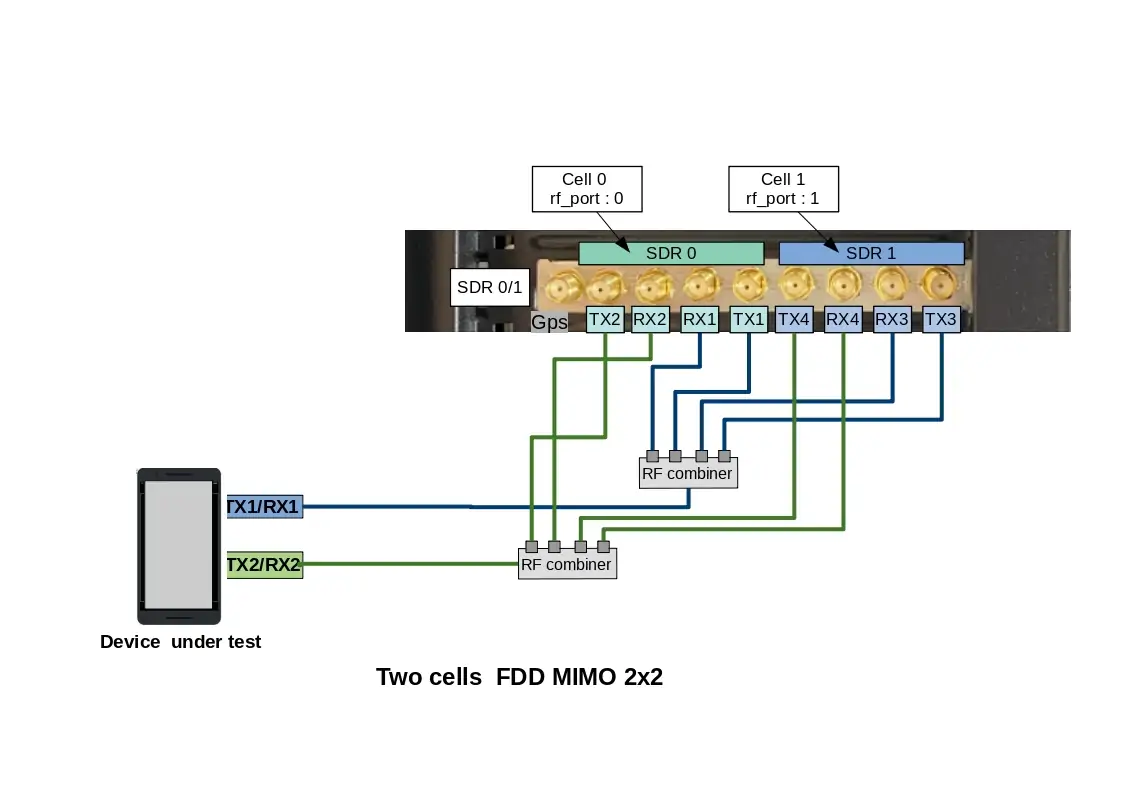 Cell 0
rf_port : 0
Cell 1
rf_port : 1
SDR 0
SDR 1
SDR 0/1
Gps
TX2
RX2
RX1
TX1
TX4
RX4
RX3
TX3
RF combiner
TX1/RX1
TX2/RX2
RF combiner
Device under test
Two cells FDD MIMO 2x2